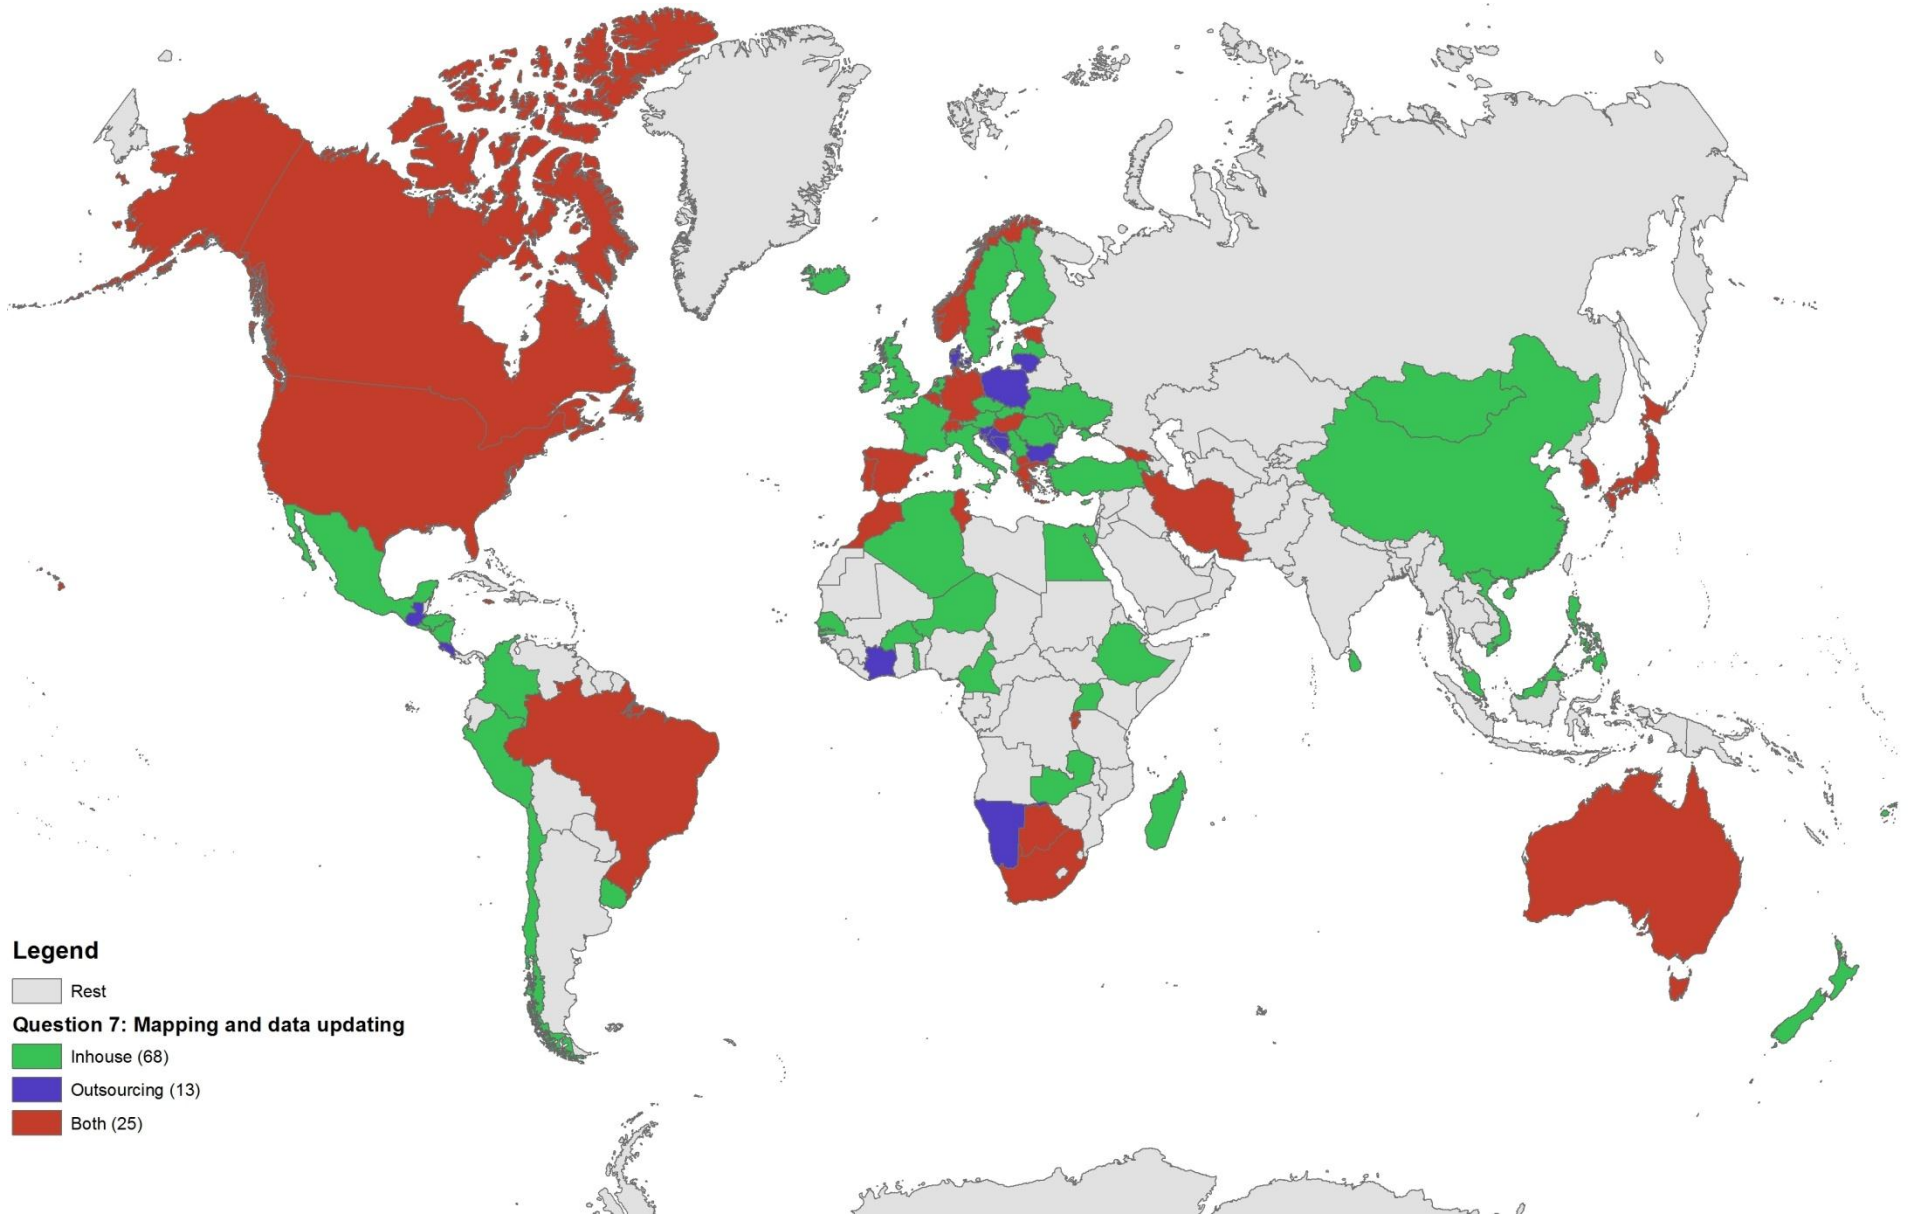 Legend
Rest
Question 7: Mapping and data updating
Inhouse (68)
Outsourcing (13)
Both (25)